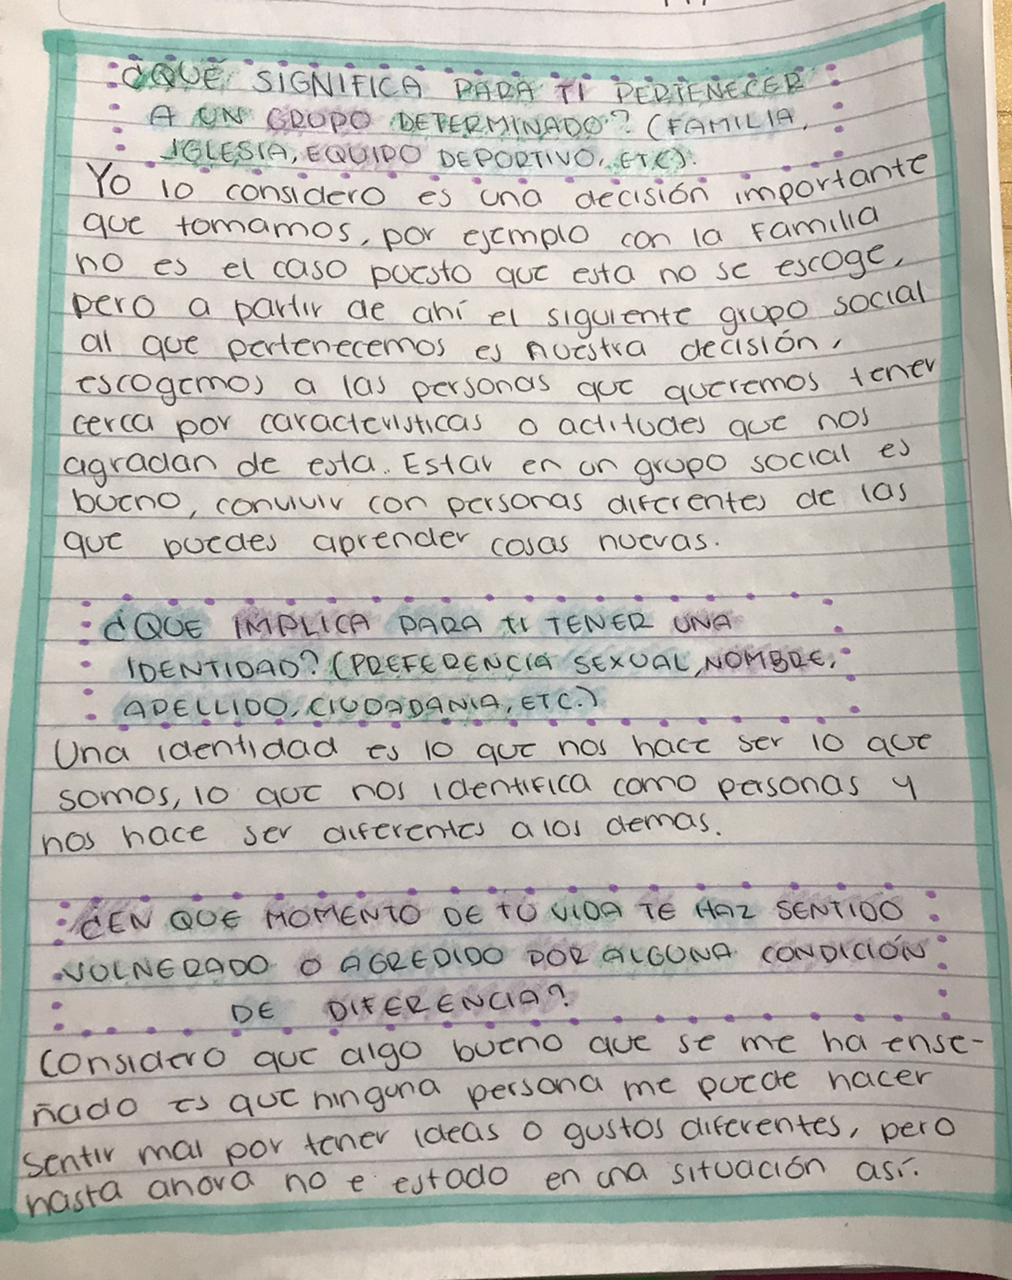 ¿QUÉ SIGNIFICA PARA TI PERTENECER
A UN GRUPO DETERMINADO? (FAMILIA,
IGLESIA, EQUIPO DEPORTIVO, ETC).
Yo lo considero es una decisión importante
que tomamos, por ejemplo con la familia
no es el caso puesto que esta no se escoge,
pero a partir de ahí el siguiente grupo social
al que pertenecemos es nuestra decisión,
escogemos a las personas que queremos tener
cerca por características o actitudes que nos
agradan de esta. Estar en un grupo social es
bueno, convivir con personas diferentes de las
que puedes aprender cosas nuevas.
¿QUE IMPLICA PARA TI TENER UNA
IDENTIDAD? (PREFERENCIA SEXUAL, NOMBRE,
APELLIDO, CIUDADANIA, ETC.)
Una identidad es lo que nos hace ser lo que
somos, lo que nos identifica como personas y
nos hace ser diferentes a los demas.
¿EN QUE MOMENTO DE TÚ VIDA TE HAZ SENTIDO
VULNERADO O AGREDIDO POR ALGUNA CONDICIÓN
DE DIFERENCIA?
Considero que algo bueno que se me ha ense-
ñado es que ninguna persona me puede hacer
sentir mal por tener ideas o gustos diferentes, pero
hasta ahora no e estado en una situación así.